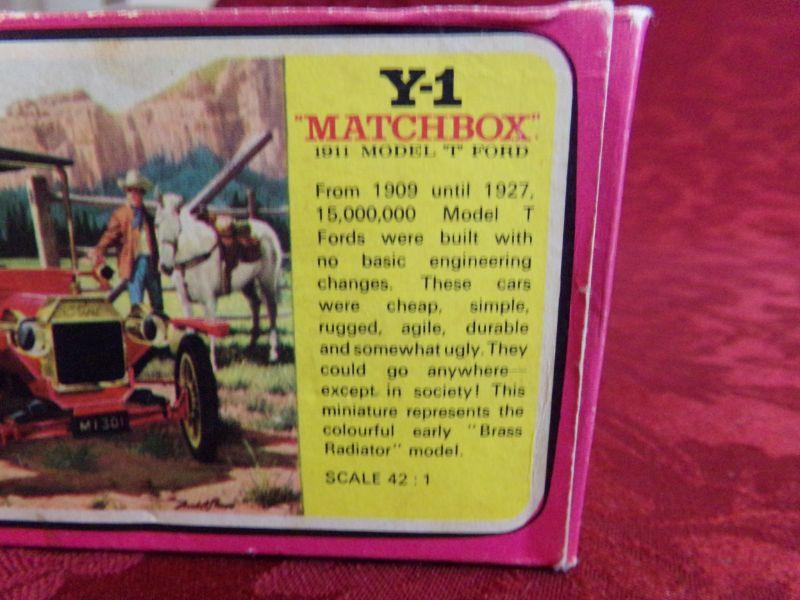 Y-1
"MATCHBOX"
1911 MODEL "T" FORD
From 1909 until 1927,
15,000,000 Model T
Fords were built with
no basic engineering
changes. These cars
were cheap, simple,
rugged, agile, durable
and somewhat ugly. They
could go anywhere—
except in society! This
miniature represents the
colourful early "Brass
Radiator" model.
SCALE 42 : 1
M1301